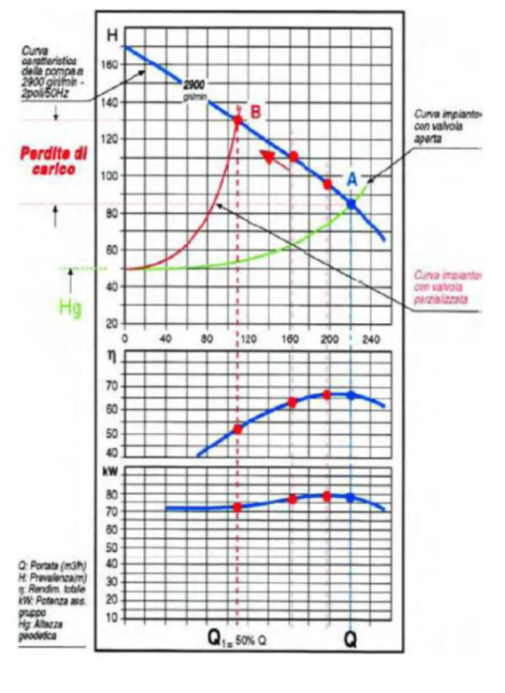 H
Curva
caratteristica
della pompa a
2900 giri/min -
2poli/50Hz
160
2900
giri/min
140
B
120
Curva impianto
con valvola
aperta
Perdite di
carico
100
A
80
60
Curva impianto
con valvola
parzializzata
40
Hg
20
0 40 80 120 160 200 240
η
70
60
50
40
kW
80
70
60
50
40
30
20
10
Q: Portata (m3/h)
H: Prevalenza(m)
η: Rendim. totale
kW: Potenza ass.
gruppo
Hg: Altezza
geodetica
Q1= 50% Q
Q